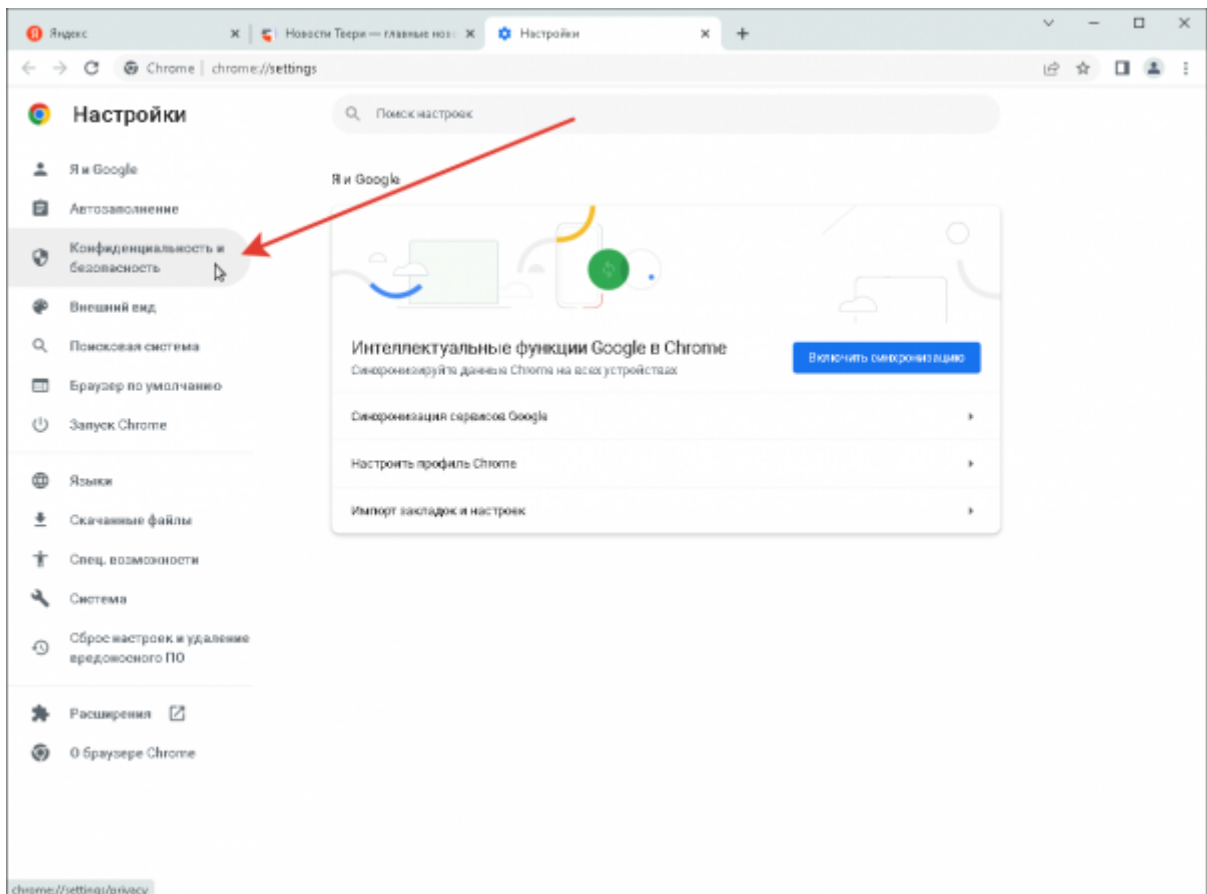 Яндекс
Новости Твери — главные нов
Настройки
Chrome | chrome://settings
Настройки
Поиск настроек
Я и Google
Автозаполнение
Конфиденциальность и
безопасность
Внешний вид
Поисковая система
Браузер по умолчанию
Запуск Chrome
Языки
Скачанные файлы
Спец. возможности
Система
Сброс настроек и удаление
вредоносного ПО
Расширения
О браузере Chrome
Я и Google
Интеллектуальные функции Google в Chrome
Синхронизируйте данные Chrome на всех устройствах
Включить синхронизацию
Синхронизация сервисов Google
Настроить профиль Chrome
Импорт закладок и настроек
chrome://settings/privacy